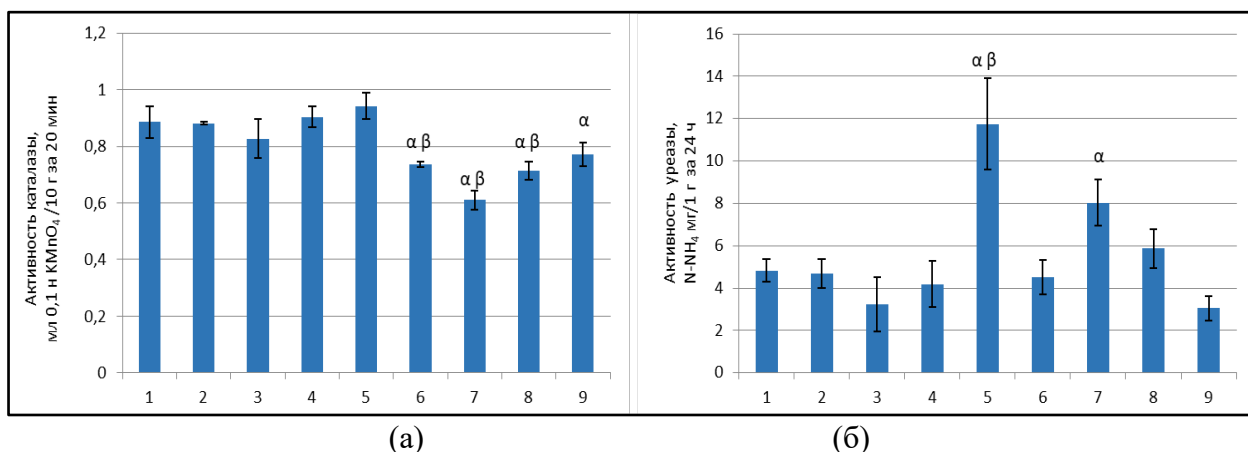 Активность каталазы,
мл 0,1 н KMnO₄ /10 г за 20 мин
1,2
1
0,8
0,6
0,4
0,2
0
α β
α β
α β
α
1 2 3 4 5 6 7 8 9
(а)
Активность уреазы,
N-NH₄ мг/1 г за 24 ч
16
14
12
10
8
6
4
2
0
α β
α
1 2 3 4 5 6 7 8 9
(б)